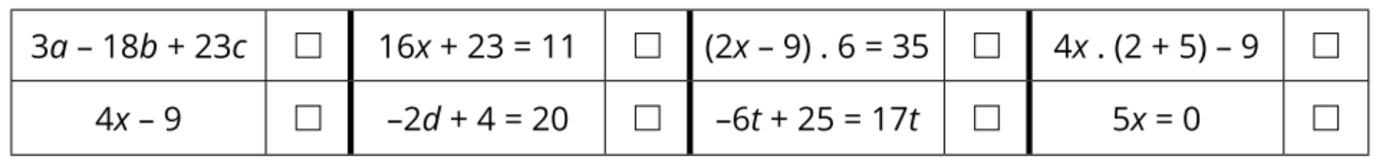 3a – 18b + 23c □ 16x + 23 = 11 □ (2x – 9) . 6 = 35 □ 4x . (2 + 5) – 9 □
4x – 9 □ –2d + 4 = 20 □ –6t + 25 = 17t □ 5x = 0 □